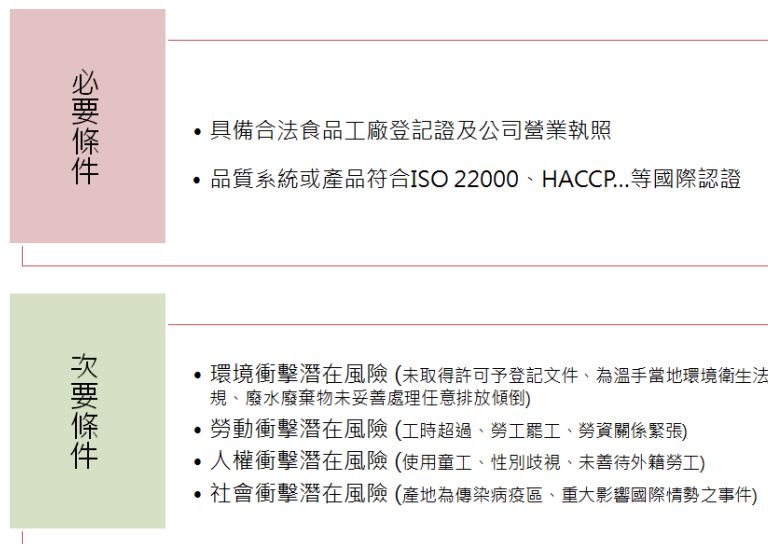 必要條件
• 具備合法食品工廠登記證及公司營業執照
• 品質系統或產品符合ISO 22000、HACCP...等國際認證
次要條件
• 環境衝擊潛在風險 (未取得許可予登記文件、為溫手當地環境衛生法
規、廢水廢棄物未妥善處理任意排放傾倒)
• 勞動衝擊潛在風險 (工時超過、勞工罷工、勞資關係緊張)
• 人權衝擊潛在風險 (使用童工、性別歧視、未善待外籍勞工)
• 社會衝擊潛在風險 (產地為傳染病疫區、重大影響國際情勢之事件)